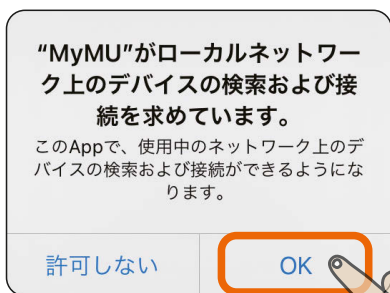 “MyMU”がローカルネットワー
ク上のデバイスの検索および接
続を求めています。
このAppで、使用中のネットワーク上のデ
バイスの検索および接続ができるようにな
ります。
許可しない
OK